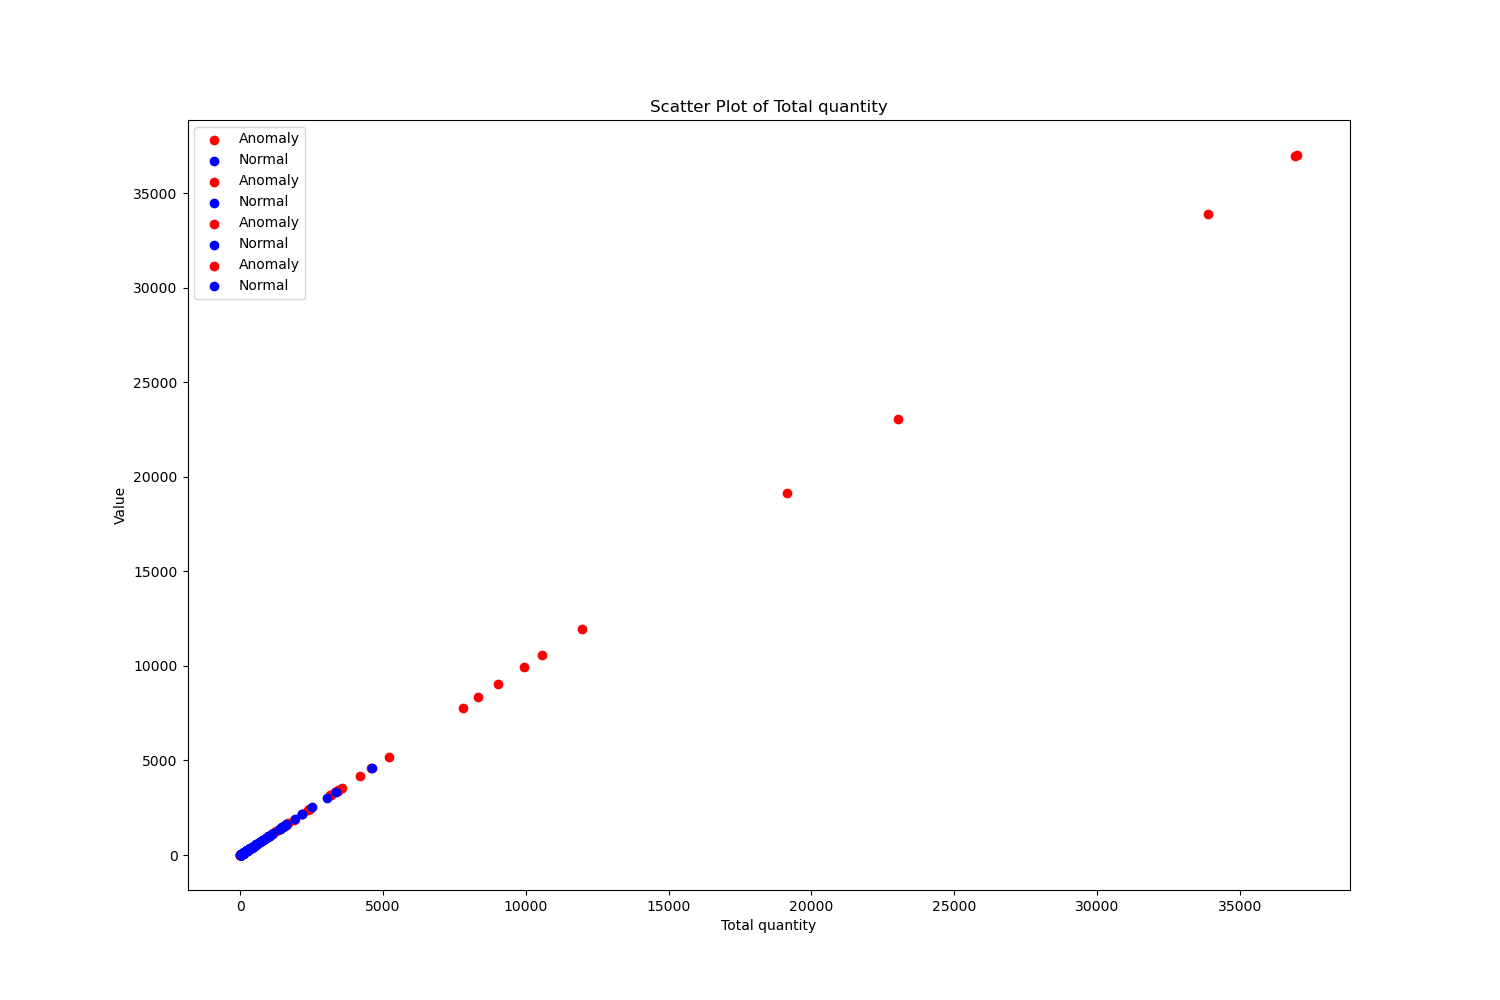 Scatter Plot of Total quantity
Anomaly
Normal
Anomaly
Normal
Anomaly
Normal
Anomaly
Normal
35000
30000
25000
20000
15000
10000
5000
0
Value
0 5000 10000 15000 20000 25000 30000 35000
Total quantity